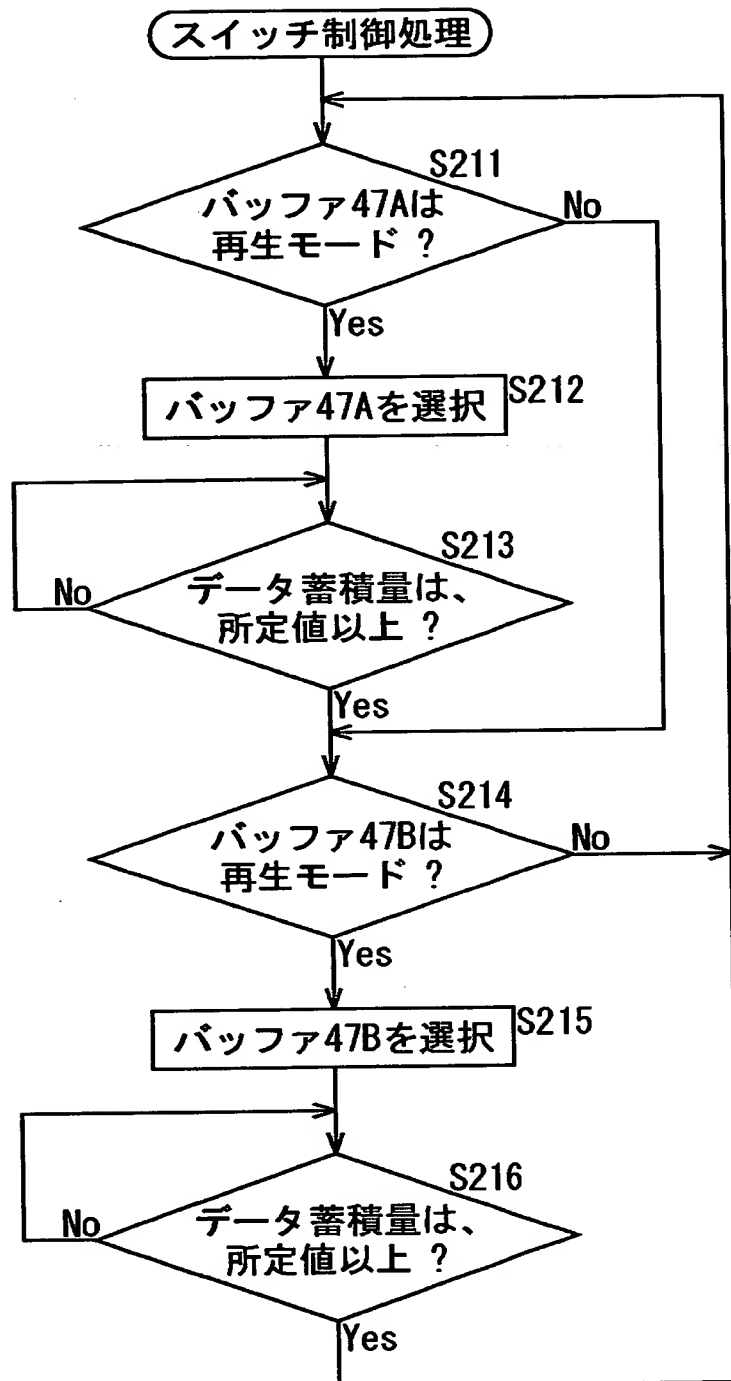 スイッチ制御処理
S211
バッファ47Aは
再生モード ?
No
Yes
バッファ47Aを選択
S212
S213
データ蓄積量は、
所定値以上 ?
No
Yes
S214
バッファ47Bは
再生モード ?
No
Yes
バッファ47Bを選択
S215
S216
データ蓄積量は、
所定値以上 ?
No
Yes